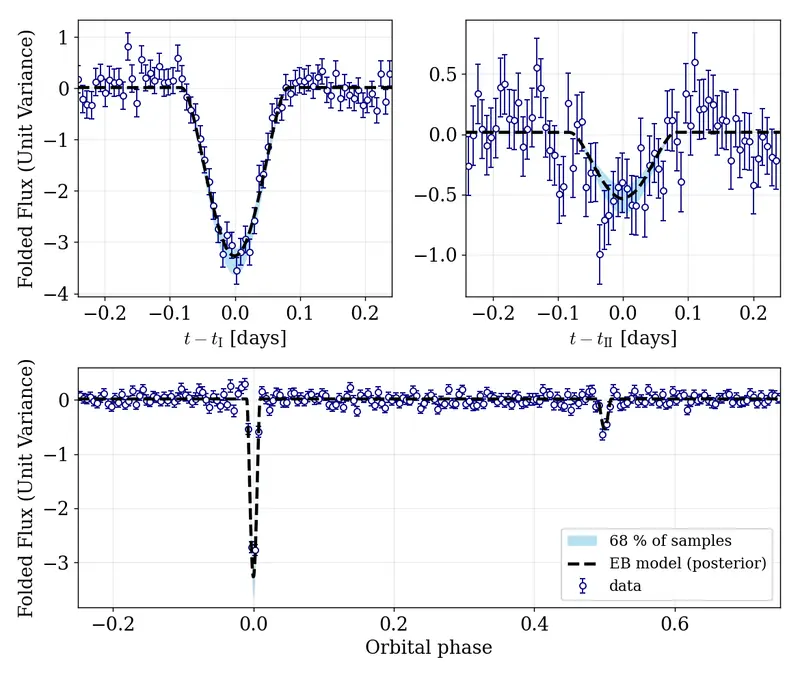 Folded Flux (Unit Variance)
1
0
−1
−2
−3
−4
−0.2 −0.1 0.0 0.1 0.2
t − tI [days]
0.5
0.0
−0.5
−1.0
−0.2 −0.1 0.0 0.1 0.2
t − tII [days]
Folded Flux (Unit Variance)
0
−1
−2
−3
68 % of samples
EB model (posterior)
data
−0.2 0.0 0.2 0.4 0.6
Orbital phase